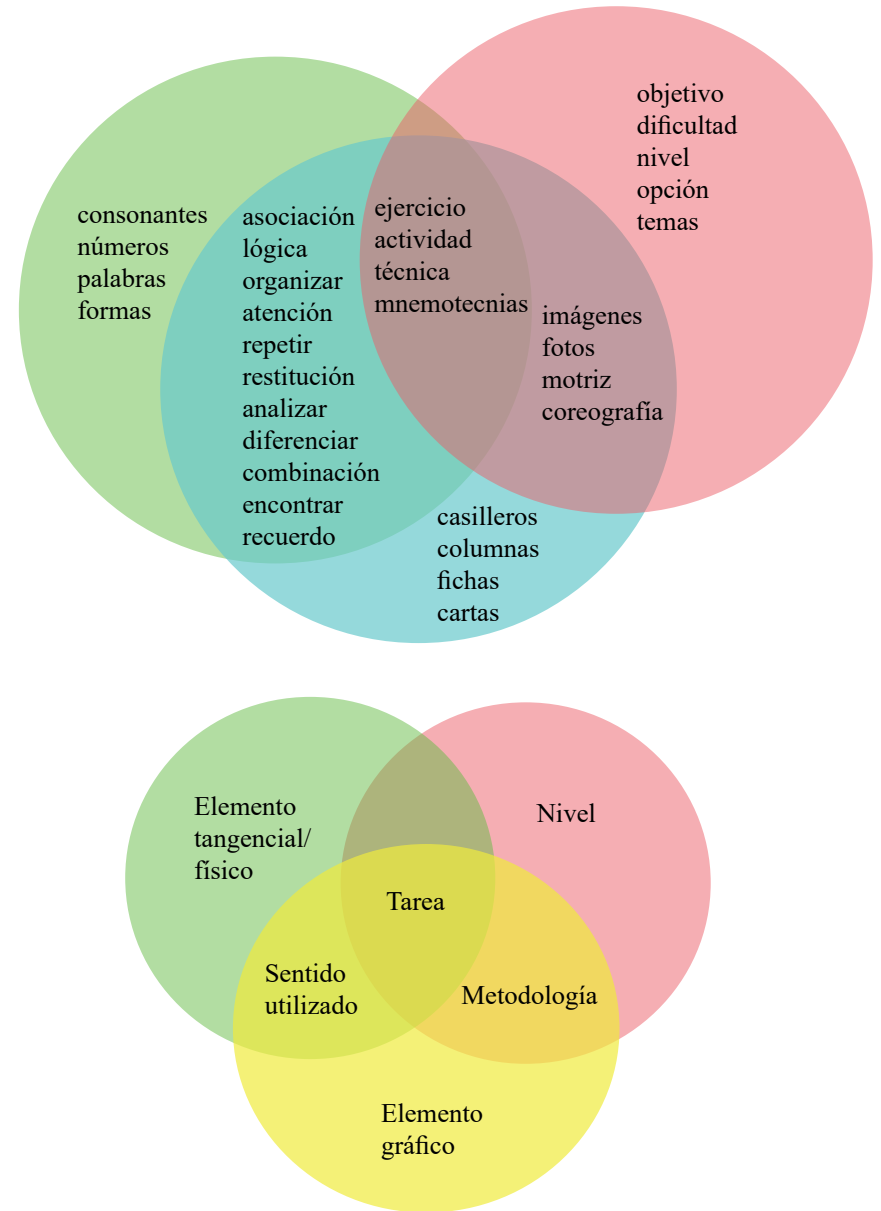 objetivo
dificultad
nivel
opción
temas
consonantes
números
palabras
formas
asociación
lógica
organizar
atención
repetir
restitución
analizar
diferenciar
combinación
encontrar
recuerdo
ejercicio
actividad
técnica
mnemotecnias
imágenes
fotos
motriz
coreografía
casilleros
columnas
fichas
cartas
Elemento
tangencial/
físico
Nivel
Tarea
Sentido
utilizado
Metodología
Elemento
gráfico